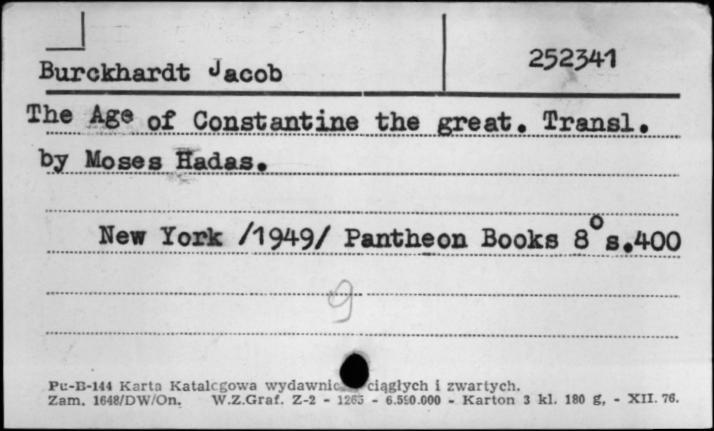 252341
Burckhardt Jacob
The Age of Constantine the great. Transl.
by Moses Hadas.
New York /1949/ Pantheon Books 8° s.400
9
Pu-B-144 Karta Katalogowa wydawnic ciągłych i zwartych.
Zam. 1648/DW/On. W.Z.Graf. Z-2 - 1265 - 6.500.000 - Karton 3 kl. 180 g, - XII. 76.